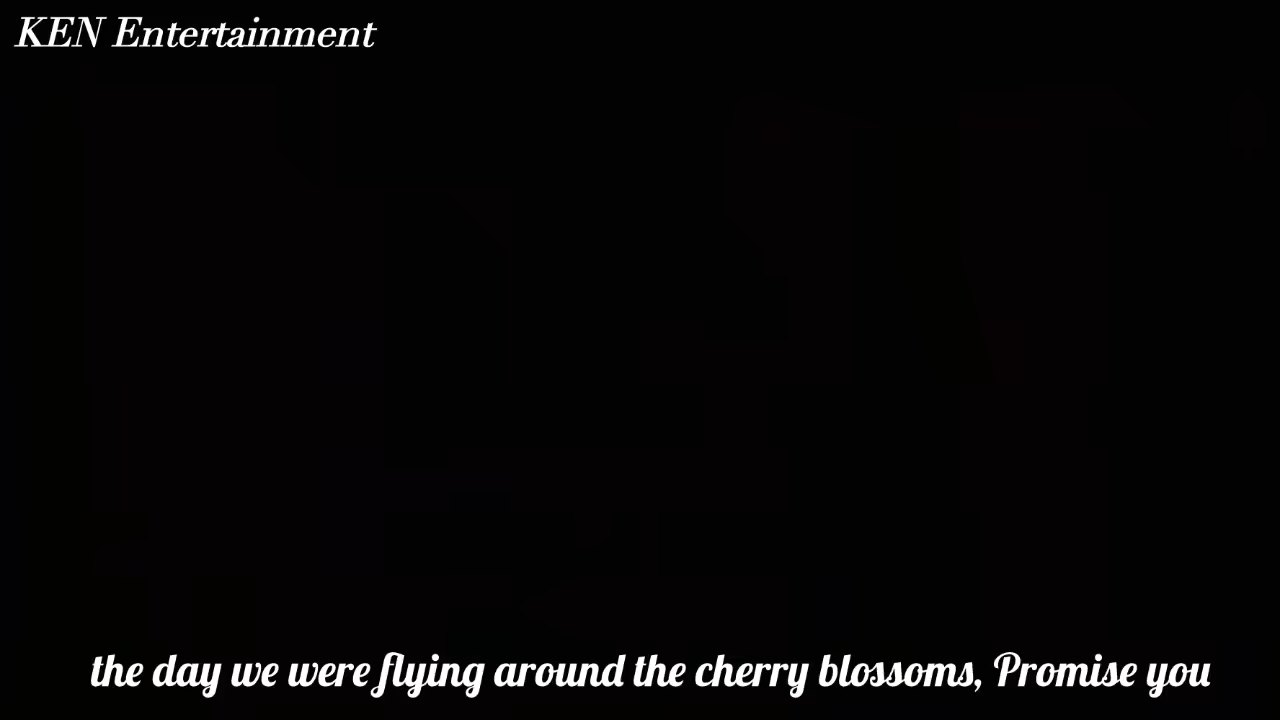 KEN Entertainment
the day we were flying around the cherry blossoms, Promise you